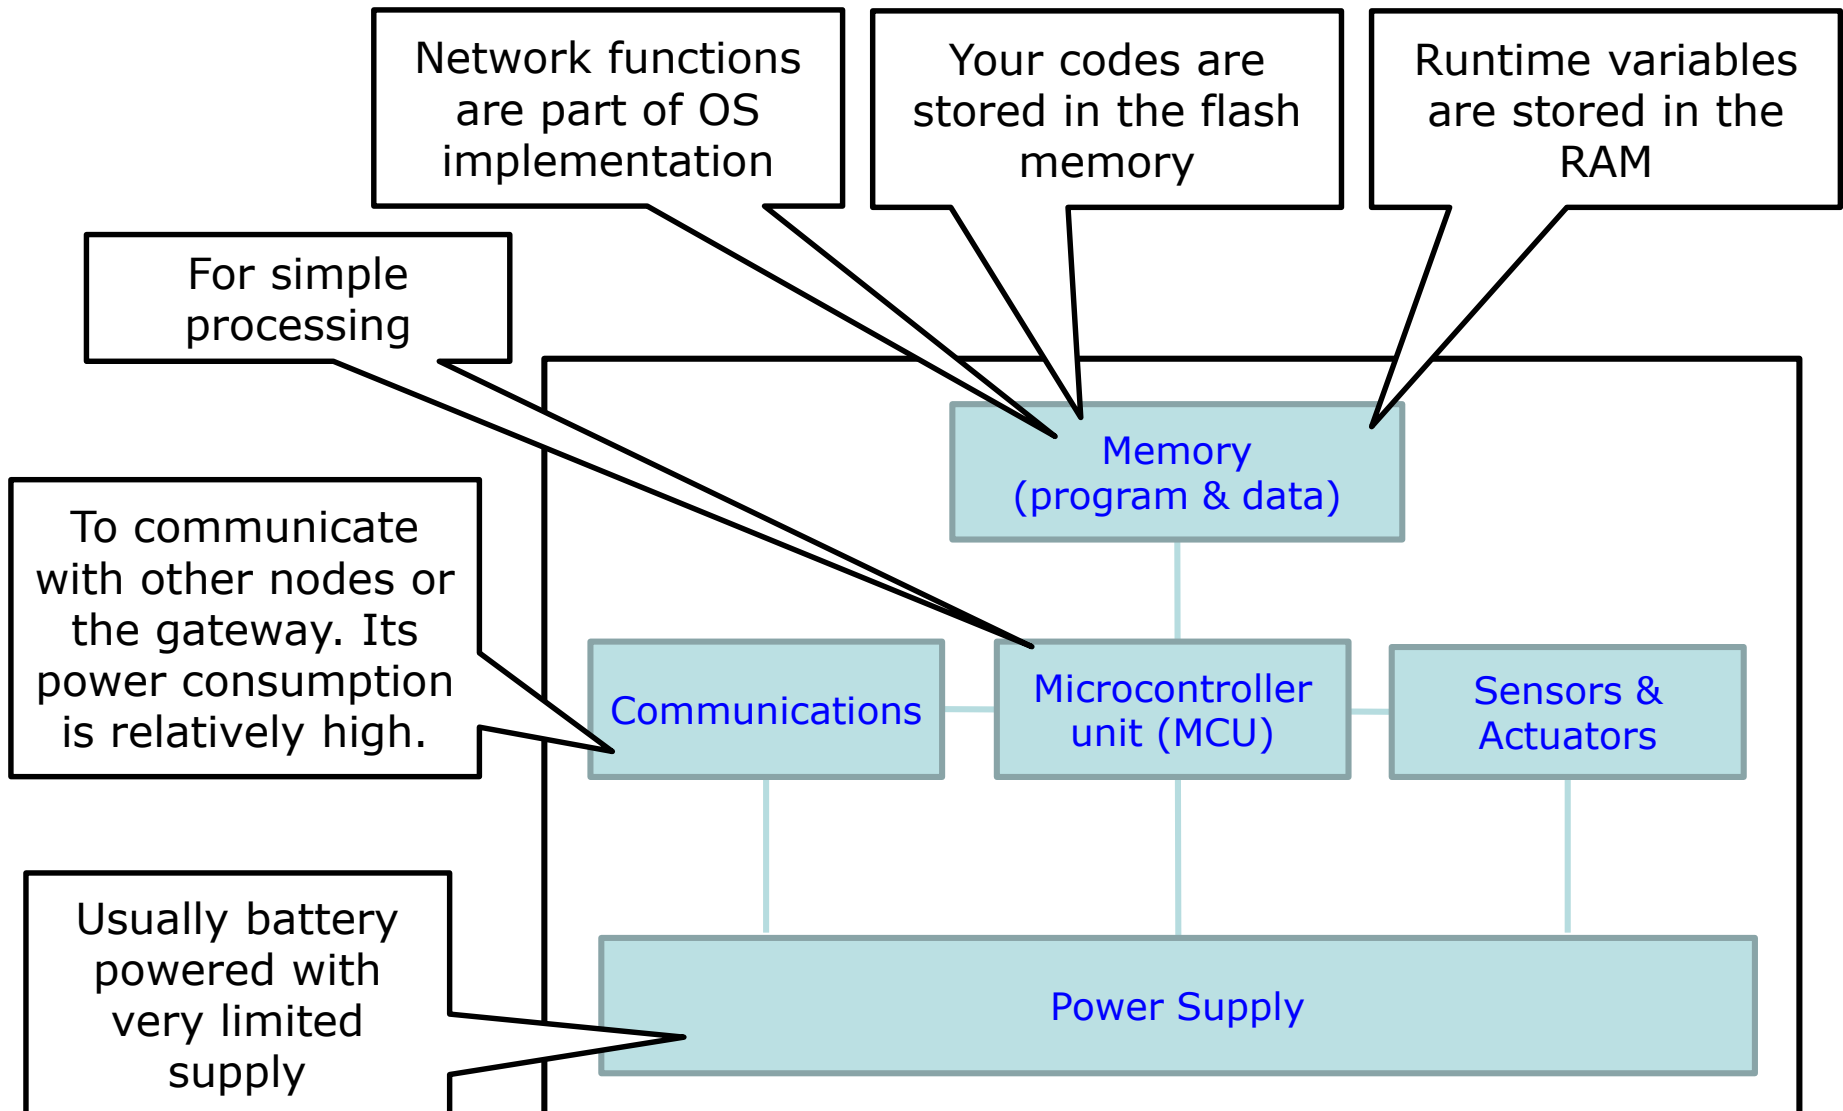 Network functions
are part of OS
implementation
Your codes are
stored in the flash
memory
Runtime variables
are stored in the
RAM
For simple
processing
Memory
(program & data)
To communicate
with other nodes or
the gateway. Its
power consumption
is relatively high.
Communications
Microcontroller
unit (MCU)
Sensors &
Actuators
Usually battery
powered with
very limited
supply
Power Supply